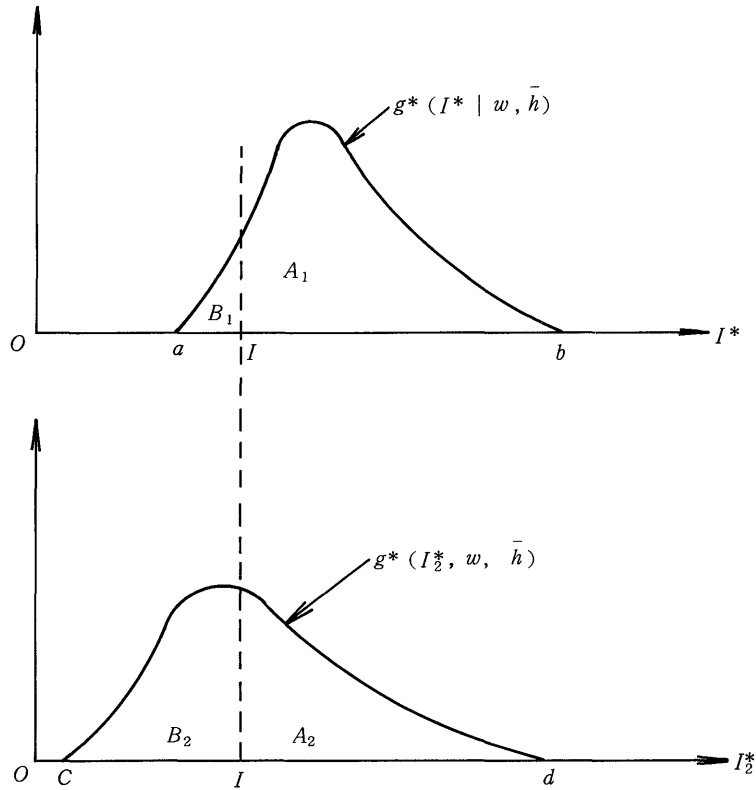 g* (I* | w, h̄)
A₁
B₁
O a I b I*
g* (I₂*, w, h̄)
B₂ A₂
O C I d I₂*